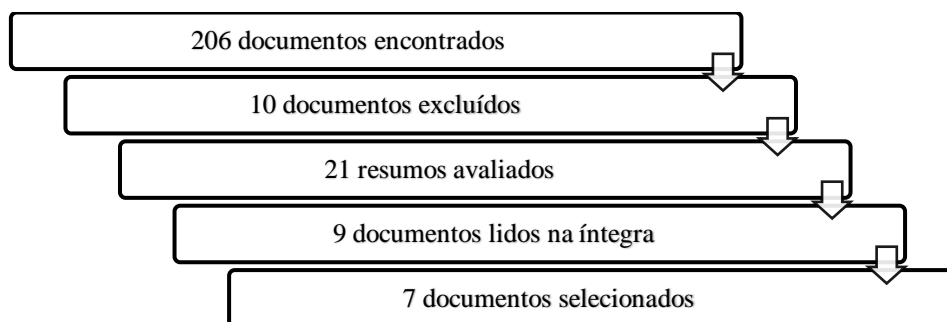 206 documentos encontrados
10 documentos excluídos
21 resumos avaliados
9 documentos lidos na íntegra
7 documentos selecionados